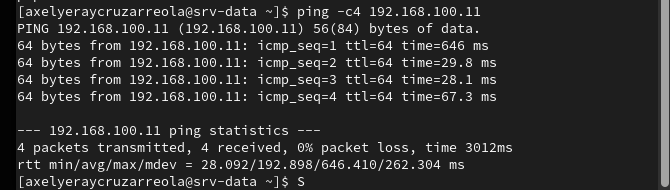 [axelyeraycruzarreola@srv-data ~]$ ping -c4 192.168.100.11
PING 192.168.100.11 (192.168.100.11) 56(84) bytes of data.
64 bytes from 192.168.100.11: icmp_seq=1 ttl=64 time=646 ms
64 bytes from 192.168.100.11: icmp_seq=2 ttl=64 time=29.8 ms
64 bytes from 192.168.100.11: icmp_seq=3 ttl=64 time=28.1 ms
64 bytes from 192.168.100.11: icmp_seq=4 ttl=64 time=67.3 ms

--- 192.168.100.11 ping statistics ---
4 packets transmitted, 4 received, 0% packet loss, time 3012ms
rtt min/avg/max/mdev = 28.092/192.898/646.410/262.304 ms
[axelyeraycruzarreola@srv-data ~]$ S